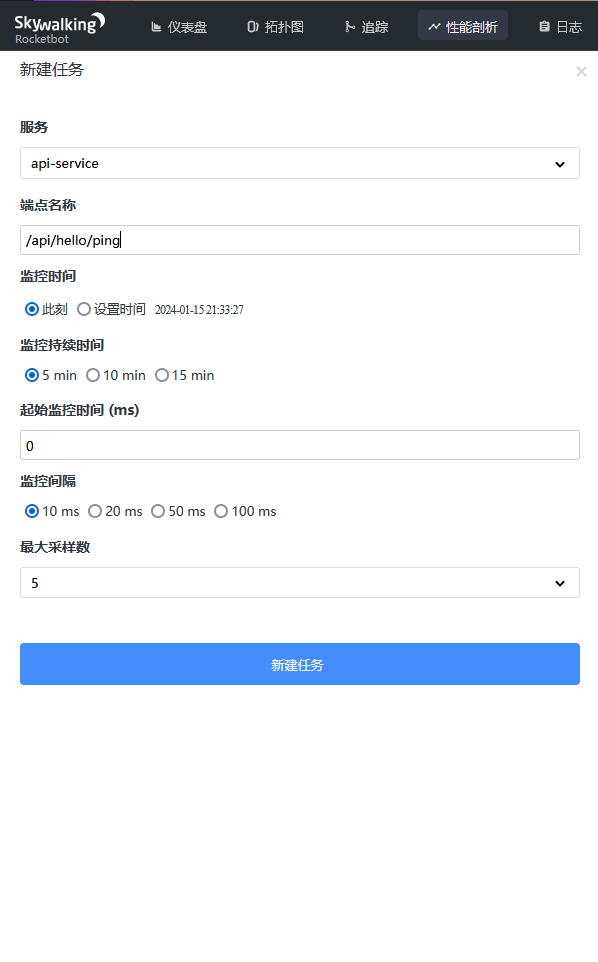 Skywalking
Rocketbot
仪表盘 拓扑图 追踪 性能剖析 日志
新建任务
服务
api-service
端点名称
/api/hello/ping
监控时间
此刻 设置时间 2024-01-15 21:33:27
监控持续时间
5 min 10 min 15 min
起始监控时间 (ms)
0
监控间隔
10 ms 20 ms 50 ms 100 ms
最大采样数
5
新建任务